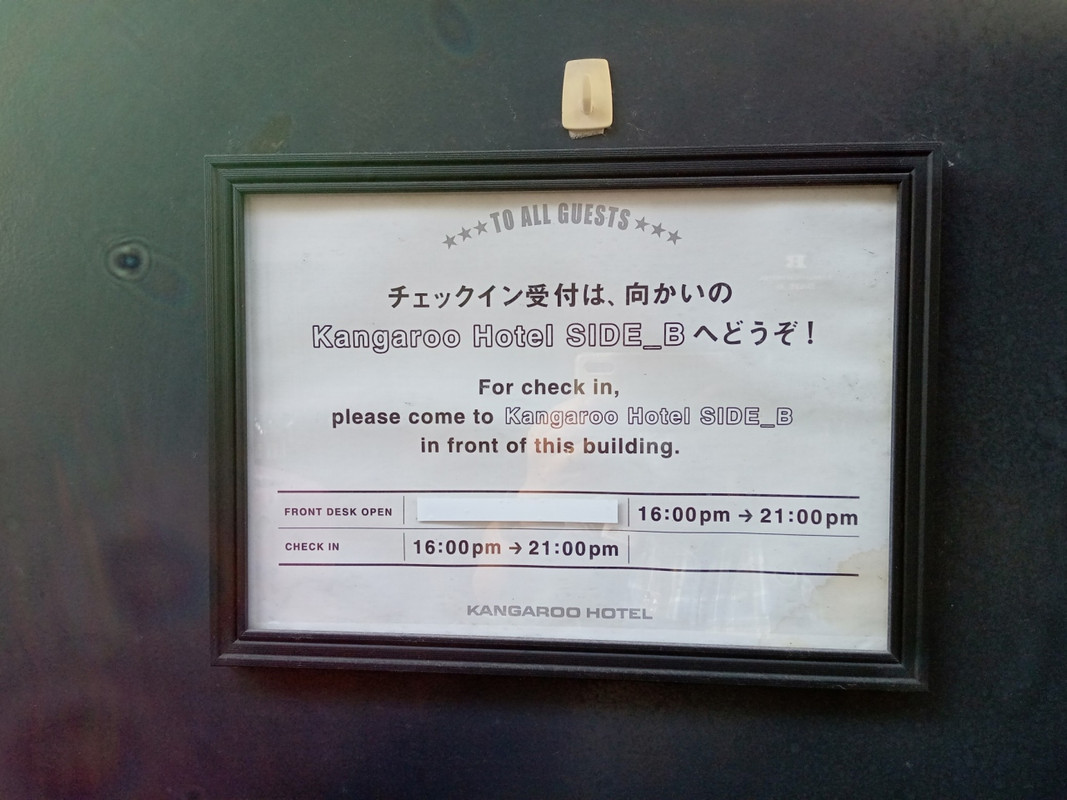 ★★★TO ALL GUESTS★★★
チェックイン受付は、向かいの
Kangaroo Hotel SIDE_B へどうぞ！
For check in,
please come to Kangaroo Hotel SIDE_B
in front of this building.
FRONT DESK OPEN 16:00pm → 21:00pm
CHECK IN 16:00pm → 21:00pm
KANGAROO HOTEL